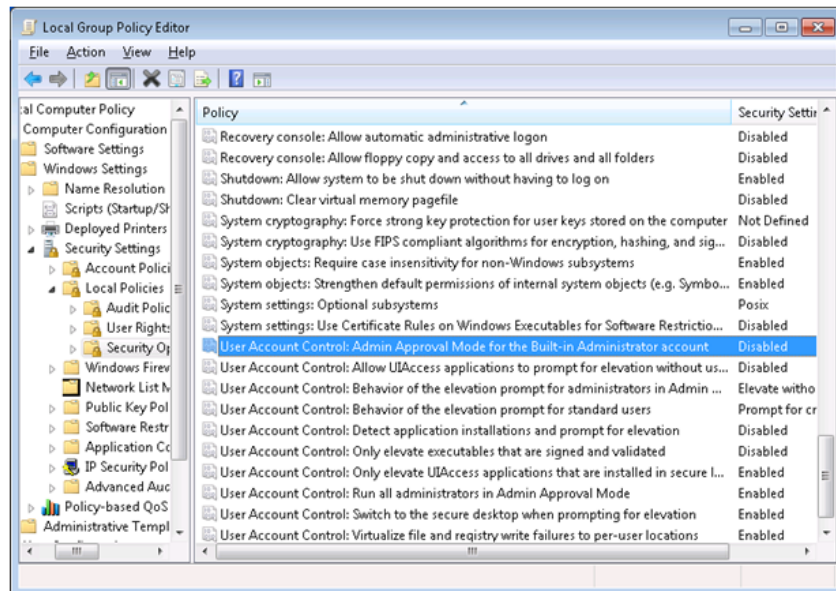 Local Group Policy Editor
File Action View Help
:al Computer Policy
Computer Configuration
Software Settings
Windows Settings
Name Resolution
Scripts (Startup/Sh
Deployed Printers
Security Settings
Account Polici
Local Policies
Audit Polic
User Rights
Security Op
Windows Firew
Network List M
Public Key Pol
Software Restr
Application Co
IP Security Pol
Advanced Auc
Policy-based QoS
Administrative Templ
Policy Security Settin
Recovery console: Allow automatic administrative logon Disabled
Recovery console: Allow floppy copy and access to all drives and all folders Disabled
Shutdown: Allow system to be shut down without having to log on Enabled
Shutdown: Clear virtual memory pagefile Disabled
System cryptography: Force strong key protection for user keys stored on the computer Not Defined
System cryptography: Use FIPS compliant algorithms for encryption, hashing, and sig... Disabled
System objects: Require case insensitivity for non-Windows subsystems Enabled
System objects: Strengthen default permissions of internal system objects (e.g. Symbo... Enabled
System settings: Optional subsystems Posix
System settings: Use Certificate Rules on Windows Executables for Software Restrictio... Disabled
User Account Control: Admin Approval Mode for the Built-in Administrator account Disabled
User Account Control: Allow UIAccess applications to prompt for elevation without us... Disabled
User Account Control: Behavior of the elevation prompt for administrators in Admin ... Elevate witho
User Account Control: Behavior of the elevation prompt for standard users Prompt for cr
User Account Control: Detect application installations and prompt for elevation Disabled
User Account Control: Only elevate executables that are signed and validated Disabled
User Account Control: Only elevate UIAccess applications that are installed in secure l... Enabled
User Account Control: Run all administrators in Admin Approval Mode Enabled
User Account Control: Switch to the secure desktop when prompting for elevation Enabled
User Account Control: Virtualize file and registry write failures to per-user locations Enabled